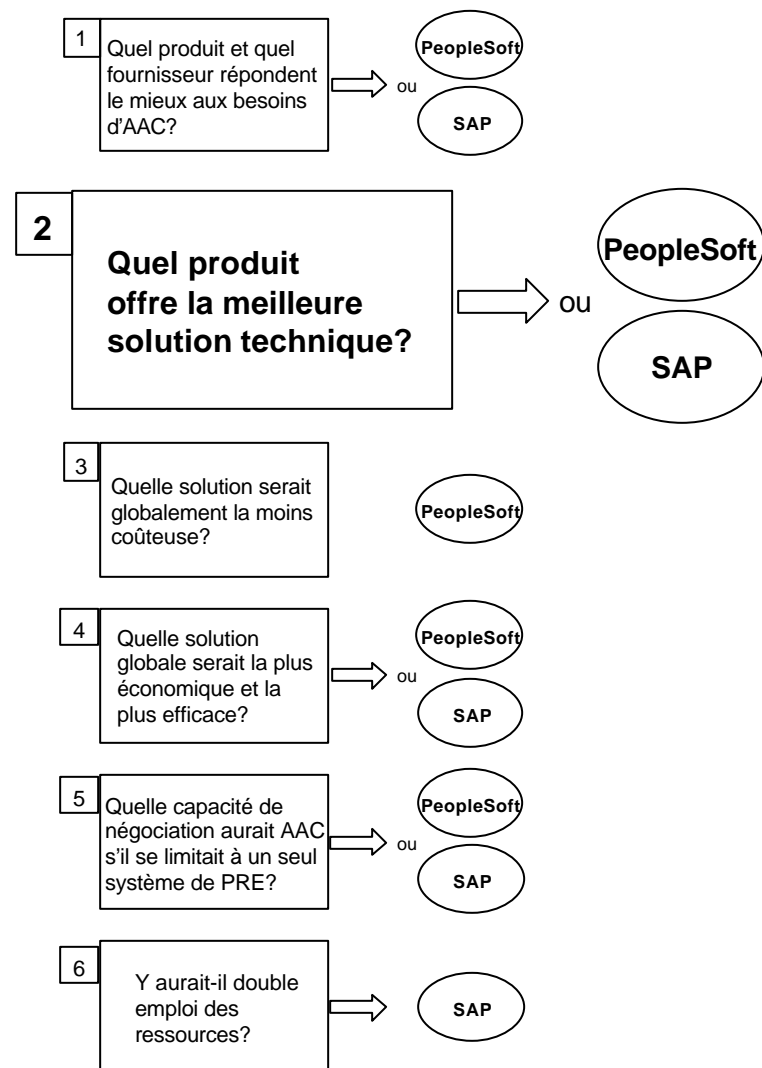 1
Quel produit et quel
fournisseur répondent
le mieux aux besoins
d'AAC?
PeopleSoft
ou
SAP
2
Quel produit
offre la meilleure
solution technique?
PeopleSoft
ou
SAP
3
Quelle solution serait
globalement la moins
coûteuse?
PeopleSoft
4
Quelle solution
globale serait la plus
économique et la
plus efficace?
PeopleSoft
ou
SAP
5
Quelle capacité de
négociation aurait AAC
s'il se limitait à un seul
système de PRE?
PeopleSoft
ou
SAP
6
Y aurait-il double
emploi des
ressources?
SAP